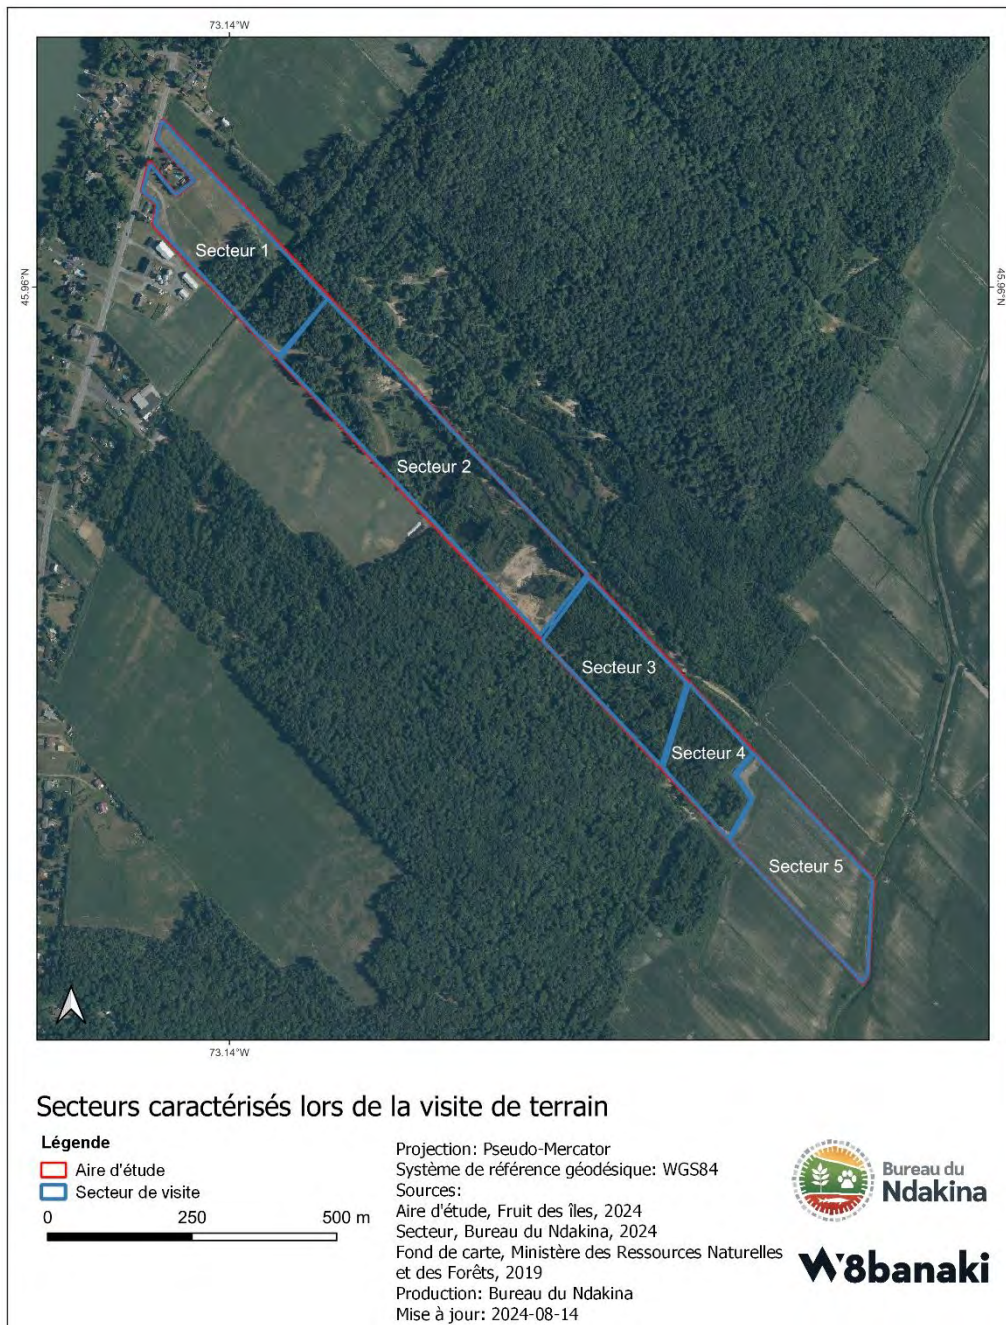 73.14°W
45.96°N
45.96°N
Secteur 1
Secteur 2
Secteur 3
Secteur 4
Secteur 5
73.14°W
Secteurs caractérisés lors de la visite de terrain
Légende
Aire d'étude
Secteur de visite
0 250 500 m
Projection: Pseudo-Mercator
Système de référence géodésique: WGS84
Sources:
Aire d'étude, Fruit des îles, 2024
Secteur, Bureau du Ndakina, 2024
Fond de carte, Ministère des Ressources Naturelles
et des Forêts, 2019
Production: Bureau du Ndakina
Mise à jour: 2024-08-14
Bureau du
Ndakina
W8banaki